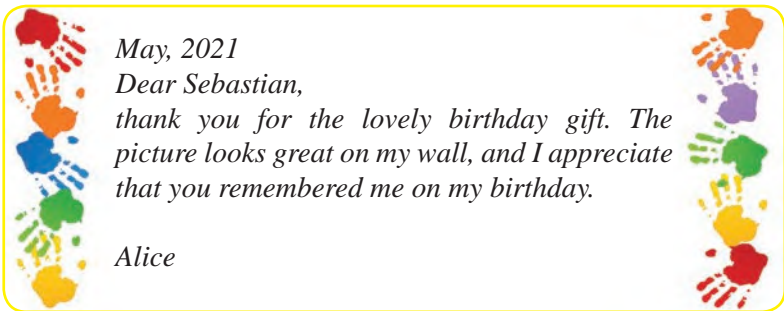 May, 2021
Dear Sebastian,
thank you for the lovely birthday gift. The
picture looks great on my wall, and I appreciate
that you remembered me on my birthday.
Alice